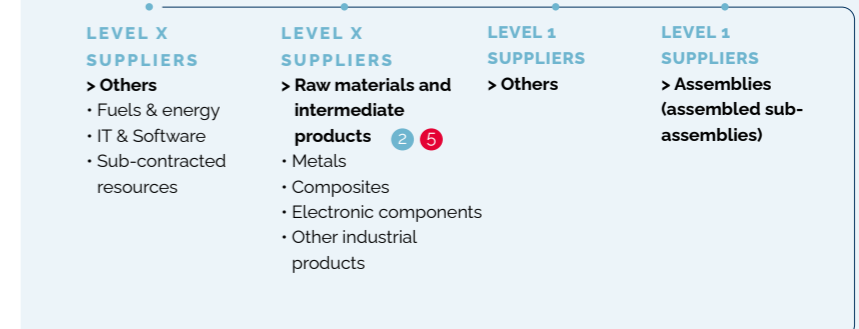 LEVEL X
SUPPLIERS
> Others
• Fuels & energy
• IT & Software
• Sub-contracted
resources
LEVEL X
SUPPLIERS
> Raw materials and
intermediate
products 2 5
• Metals
• Composites
• Electronic components
• Other industrial
products
LEVEL 1
SUPPLIERS
> Others
LEVEL 1
SUPPLIERS
> Assemblies
(assembled sub-
assemblies)